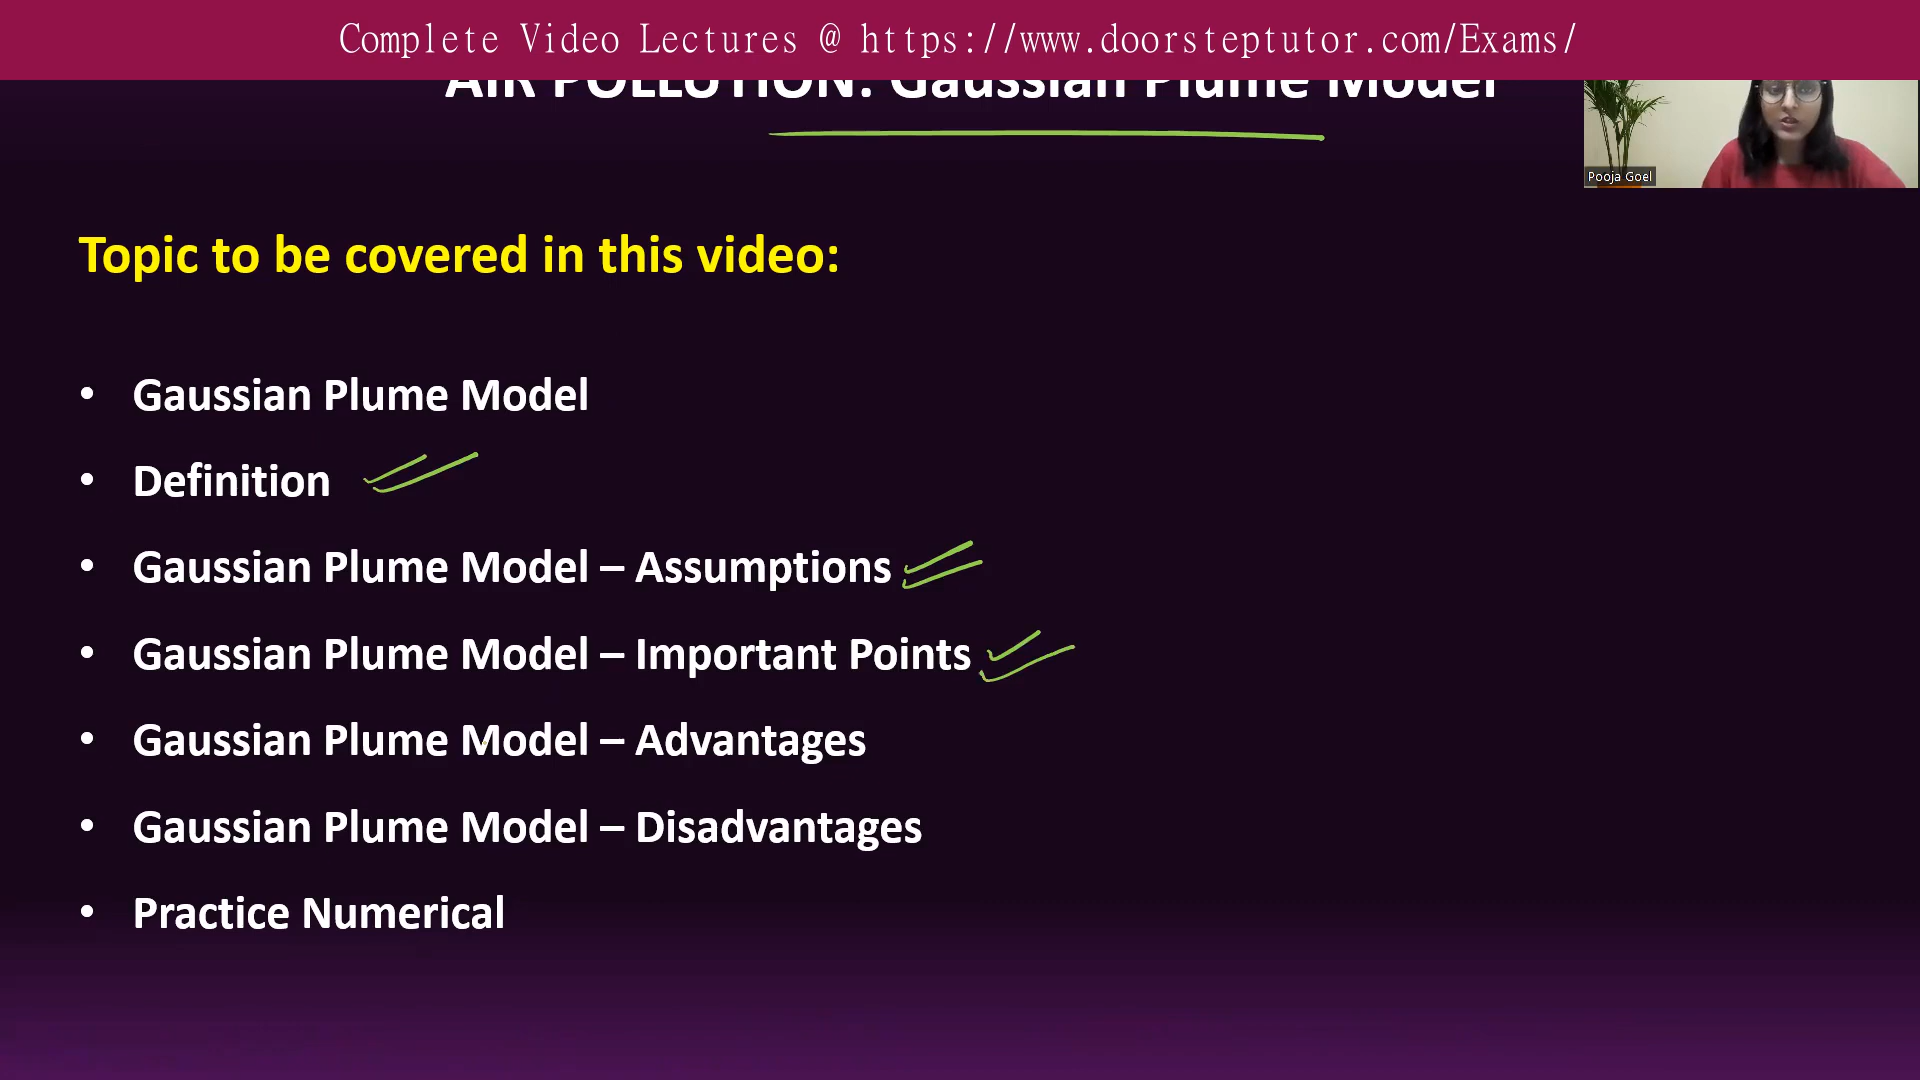 Complete Video Lectures @ https://www.doorsteptutor.com/Exams/
AIR POLLUTION: Gaussian Plume Model
Pooja Goel
Topic to be covered in this video:
• Gaussian Plume Model
• Definition
• Gaussian Plume Model – Assumptions
• Gaussian Plume Model – Important Points
• Gaussian Plume Model – Advantages
• Gaussian Plume Model – Disadvantages
• Practice Numerical